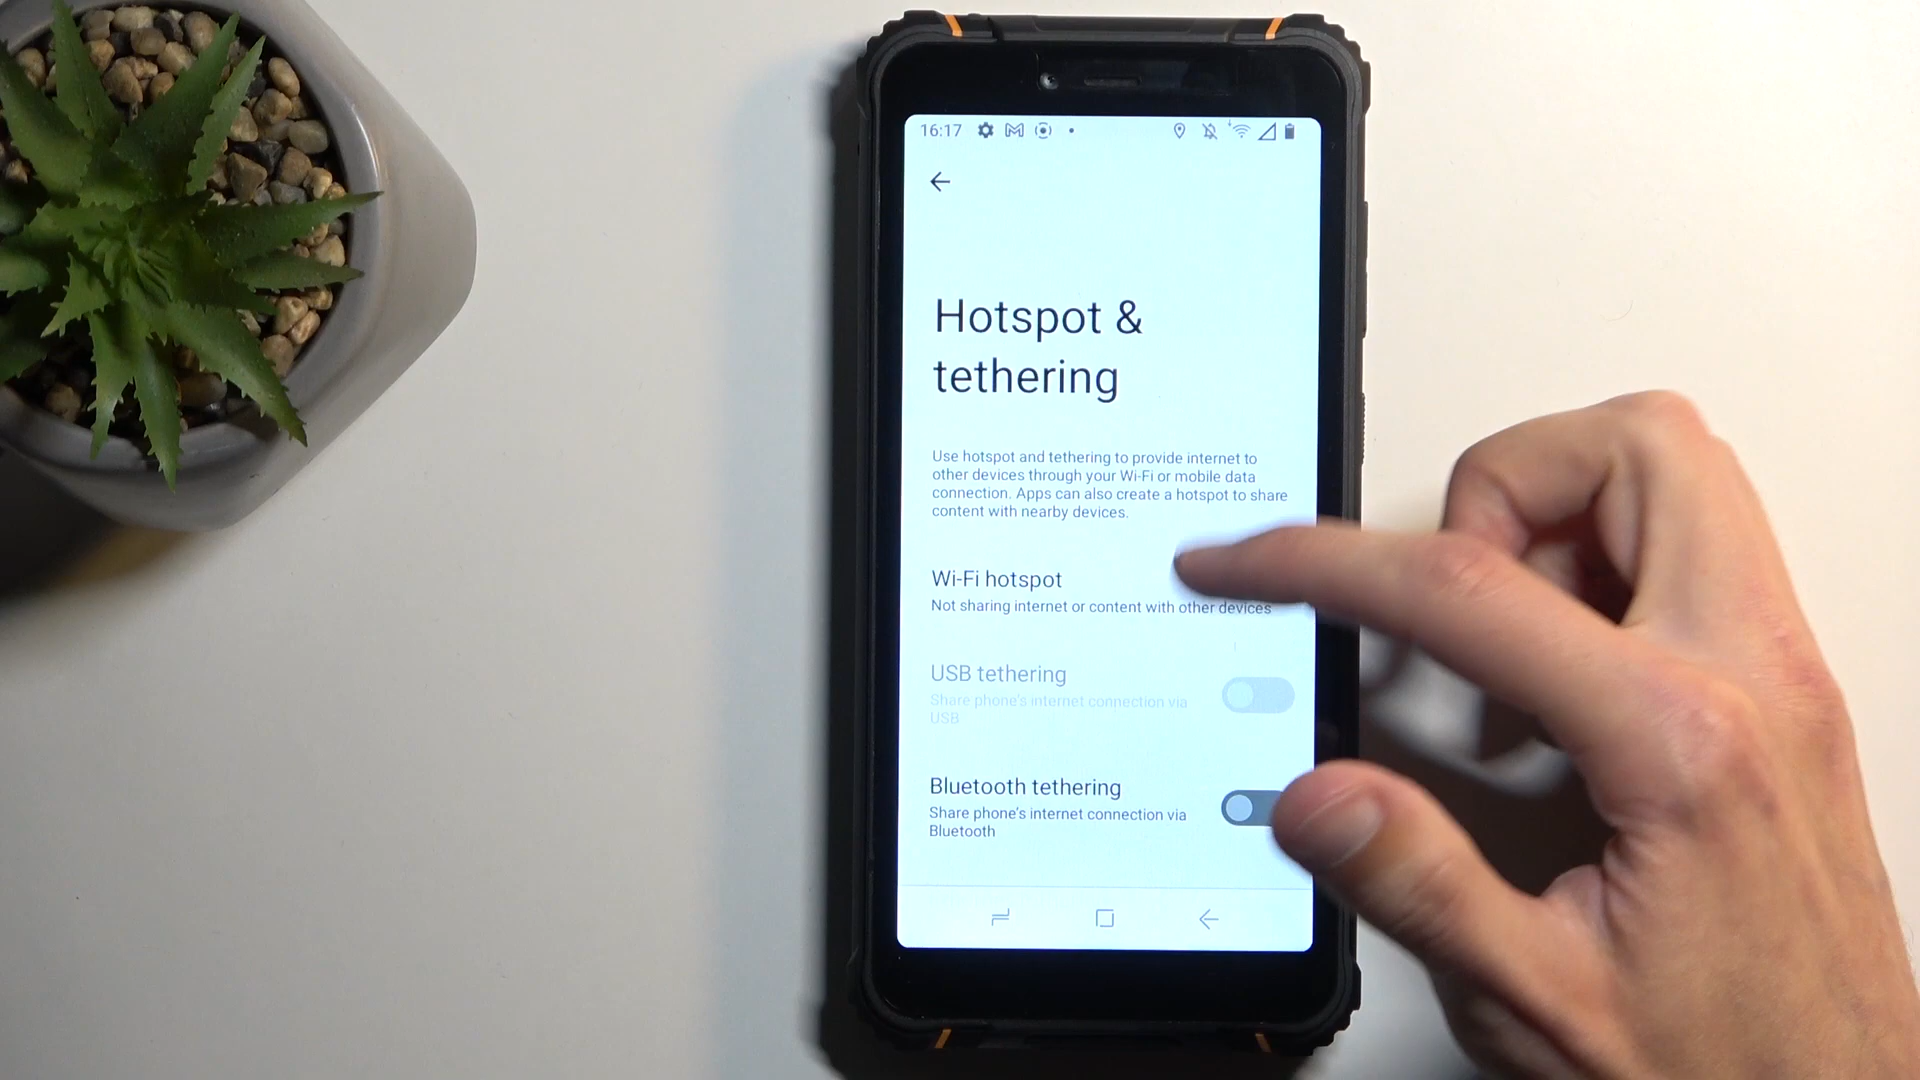 16:17
Hotspot &
tethering
Use hotspot and tethering to provide internet to
other devices through your Wi-Fi or mobile data
connection. Apps can also create a hotspot to share
content with nearby devices.
Wi-Fi hotspot
Not sharing internet or content with other devices
USB tethering
Share phone's internet connection via
USB
Bluetooth tethering
Share phone's internet connection via
Bluetooth